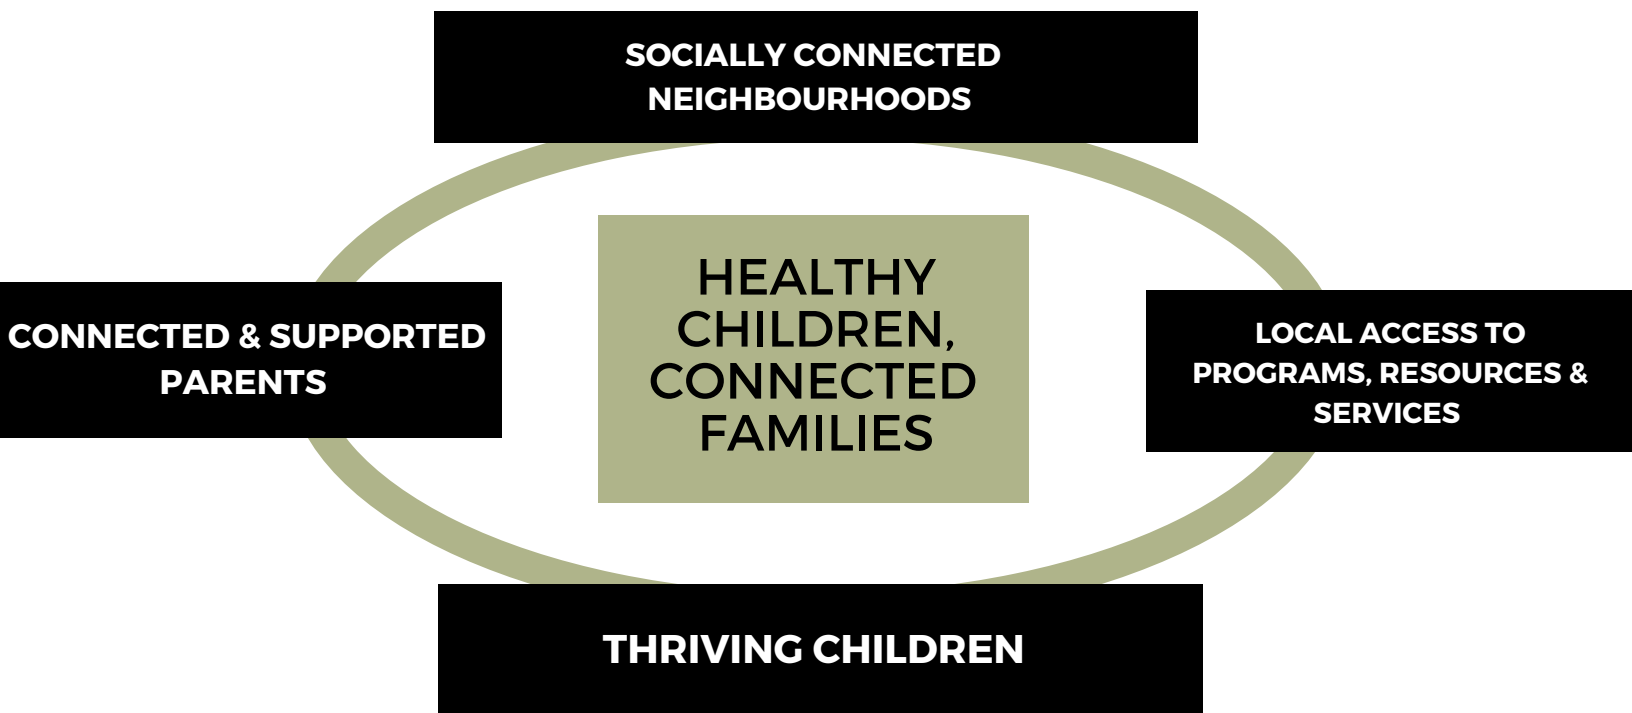 SOCIALLY CONNECTED
NEIGHBOURHOODS
HEALTHY
CHILDREN,
CONNECTED
FAMILIES
CONNECTED & SUPPORTED
PARENTS
LOCAL ACCESS TO
PROGRAMS, RESOURCES &
SERVICES
THRIVING CHILDREN